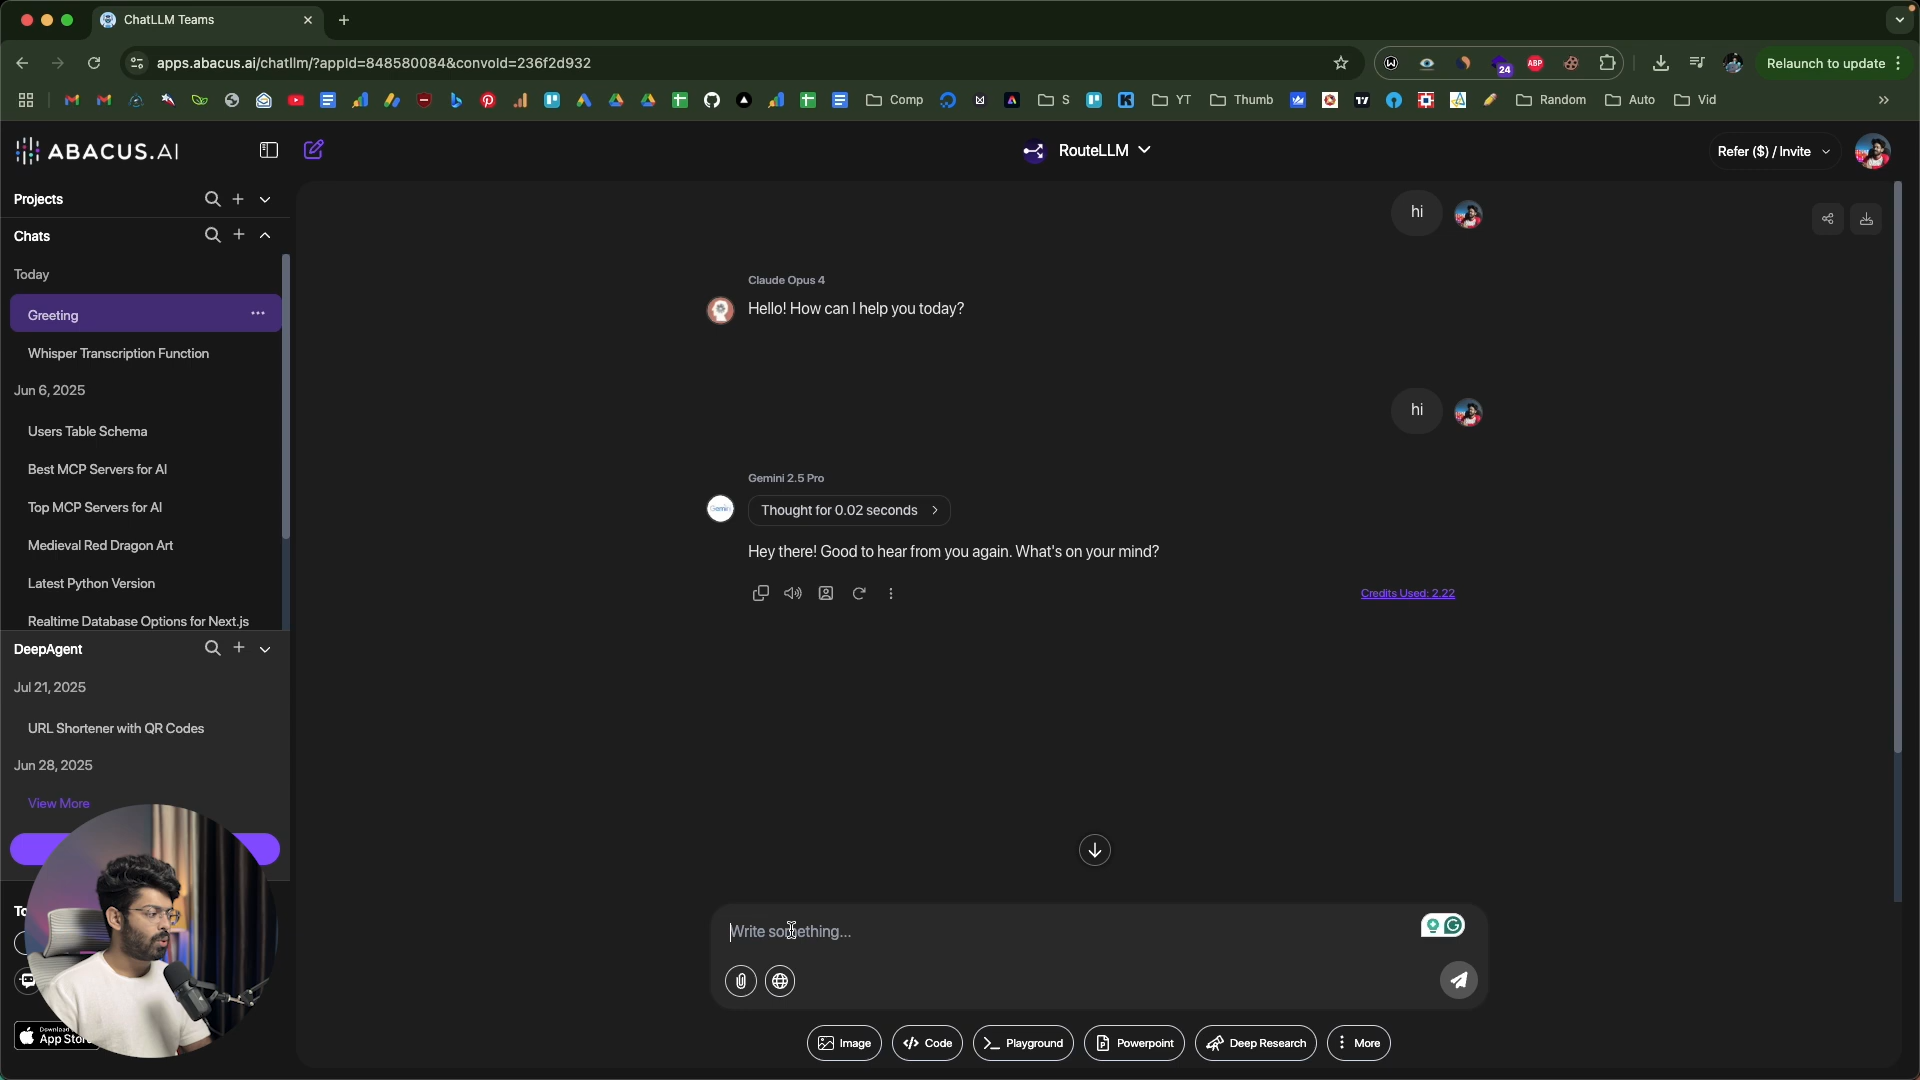 ChatLLM Teams
apps.abacus.ai/chatllm/?appId=848580084&convoId=236f2d932
24
ABP
Relaunch to update
Comp
S
YT
Thumb
Random
Auto
Vid
ABACUS.AI
RouteLLM
Refer ($) / Invite
Projects
Chats
Today
Greeting
Whisper Transcription Function
Jun 6, 2025
Users Table Schema
Best MCP Servers for AI
Top MCP Servers for AI
Medieval Red Dragon Art
Latest Python Version
Realtime Database Options for Next.js
DeepAgent
Jul 21, 2025
URL Shortener with QR Codes
Jun 28, 2025
View More
Download
App Store
hi
Claude Opus 4
Hello! How can I help you today?
hi
Gemini 2.5 Pro
Gemini
Thought for 0.02 seconds
Hey there! Good to hear from you again. What's on your mind?
Credits Used: 2.22
Write something...
Image
Code
Playground
Powerpoint
Deep Research
More